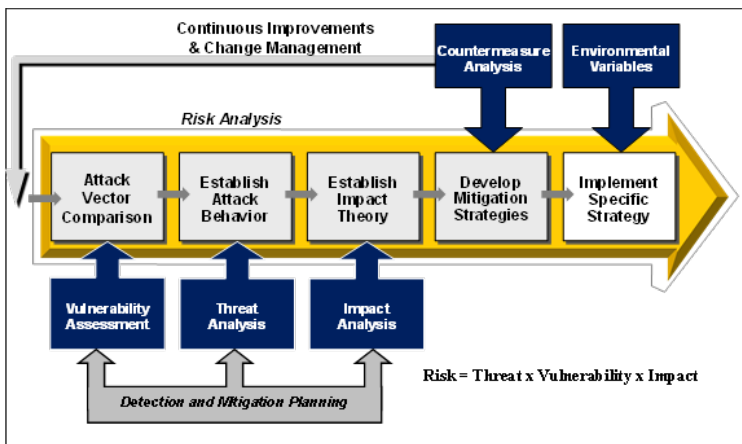 Continuous Improvements
& Change Management
Countermeasure
Analysis
Environmental
Variables
Risk Analysis
Attack
Vector
Comparison
Establish
Attack
Behavior
Establish
Impact
Theory
Develop
Mitigation
Strategies
Implement
Specific
Strategy
Vulnerability
Assessment
Threat
Analysis
Impact
Analysis
Risk = Threat x Vulnerability x Impact
Detection and Mitigation Planning